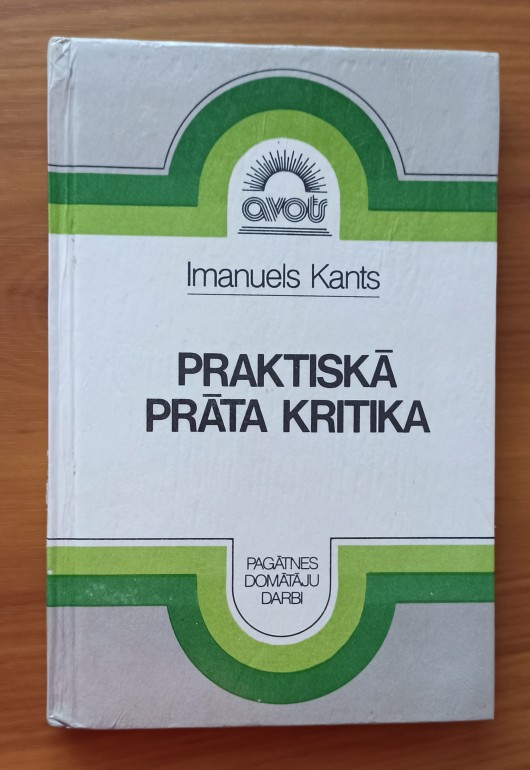 avots
Imanuels Kants
PRAKTISKĀ
PRĀTA KRITIKA
PAGĀTNES
DOMĀTĀJU
DARBI